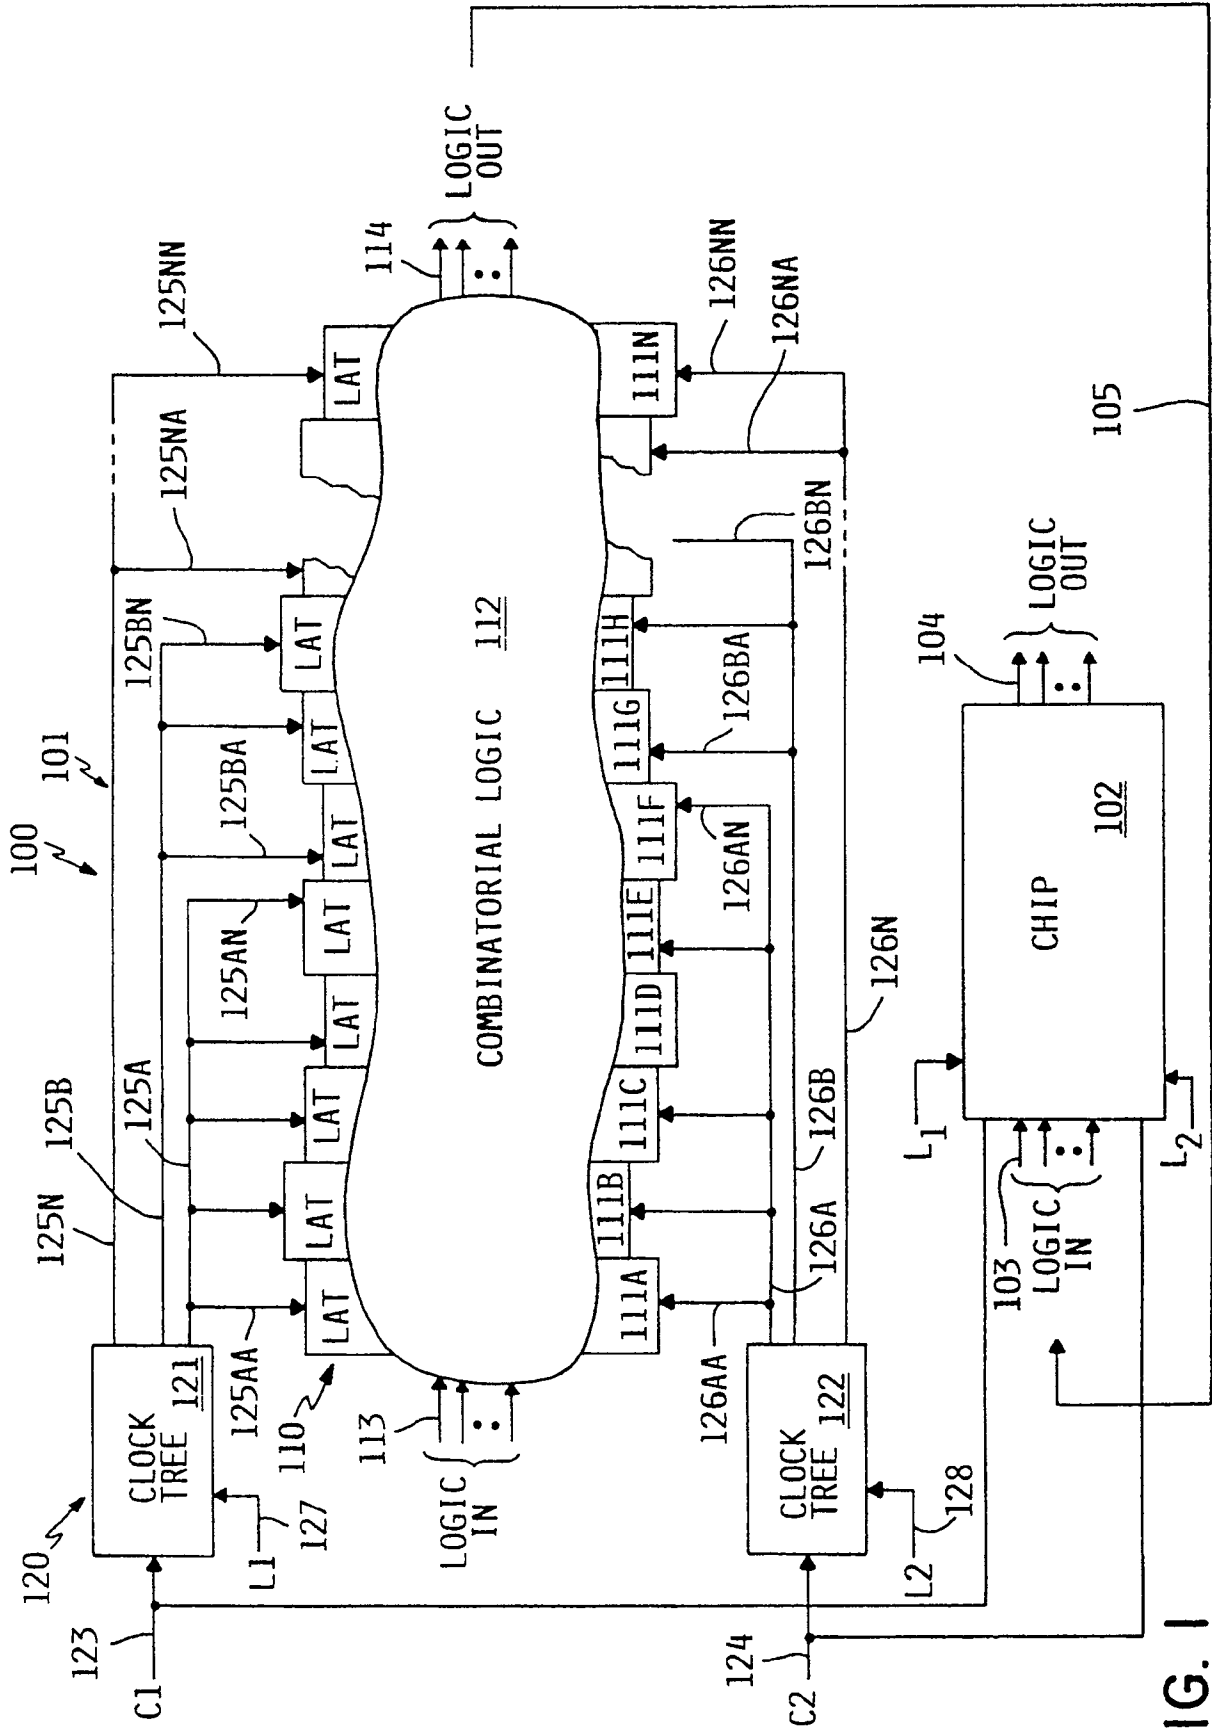 100
101
120
123
C1
CLOCK
TREE 121
L1
127
125N
125B
125A
125AA
125AN
125BA
125BN
125NA
125NN
110
LAT
LAT
LAT
LAT
LAT
LAT
LAT
LAT
LAT
113
LOGIC
IN
COMBINATORIAL LOGIC 112
114
LOGIC
OUT
111A
111B
111C
111D
111E
111F
111G
111H
111N
126AA
126A
126B
126AN
126BA
126BN
126N
126NA
126NN
124
C2
CLOCK
TREE 122
L2
128
103
LOGIC
IN
L1
L2
CHIP 102
104
LOGIC
OUT
105
IG. 1